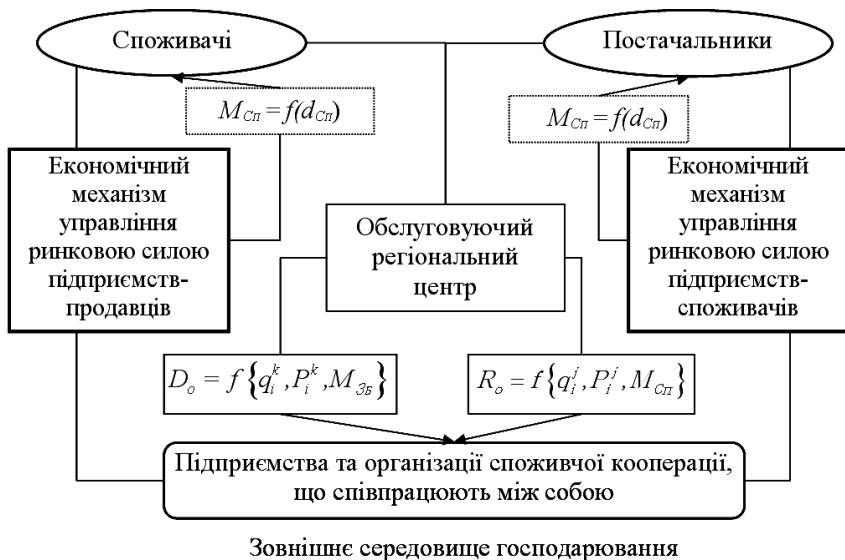 Споживачі
Постачальники
M_Сп = f(d_Сп)
M_Сп = f(d_Сп)
Економічний
механізм
управління
ринковою силою
підприємств-
продавців
Обслуговуючий
регіональний
центр
Економічний
механізм
управління
ринковою силою
підприємств-
споживачів
D_o = f{q_i^k, P_i^k, M_Зб}
R_o = f{q_i^j, P_i^j, M_Сп}
Підприємства та організації споживчої кооперації,
що співпрацюють між собою
Зовнішнє середовище господарювання